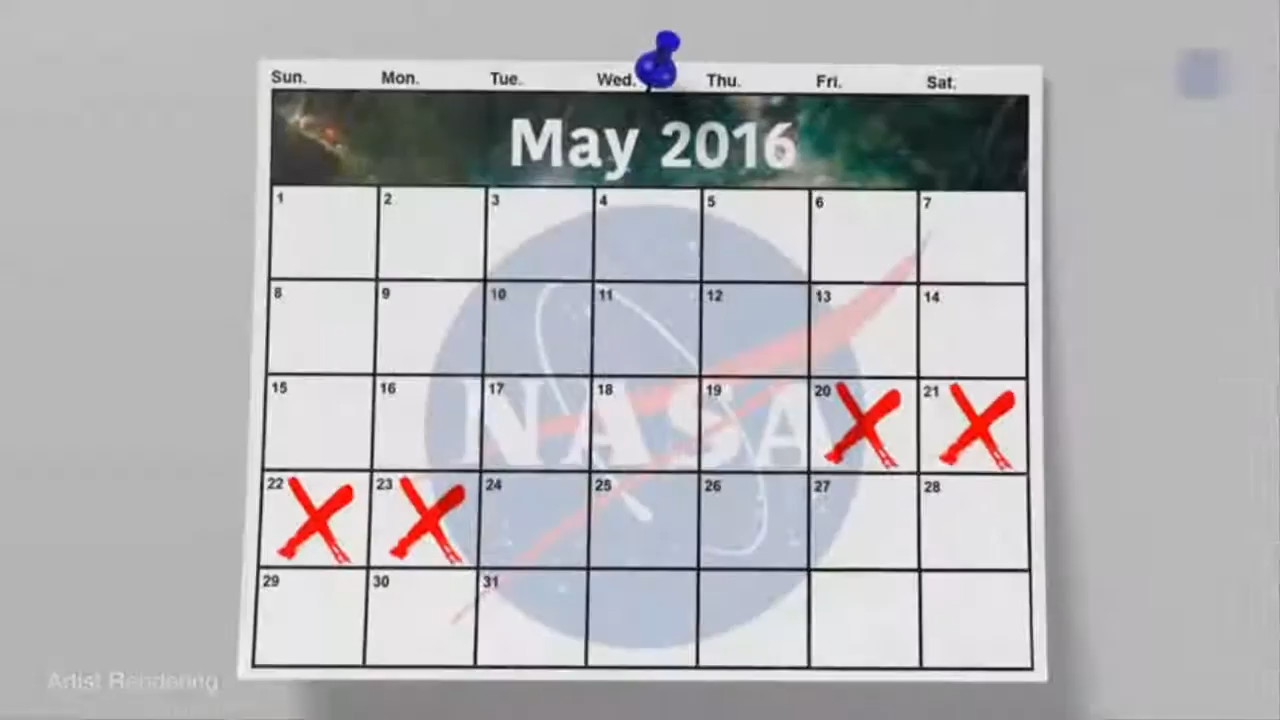 Sun. Mon. Tue. Wed. Thu. Fri. Sat.
May 2016
1 2 3 4 5 6 7
8 9 10 11 12 13 14
15 16 17 18 19 20 21
NASA
22 23 24 25 26 27 28
29 30 31
Artist Rendering